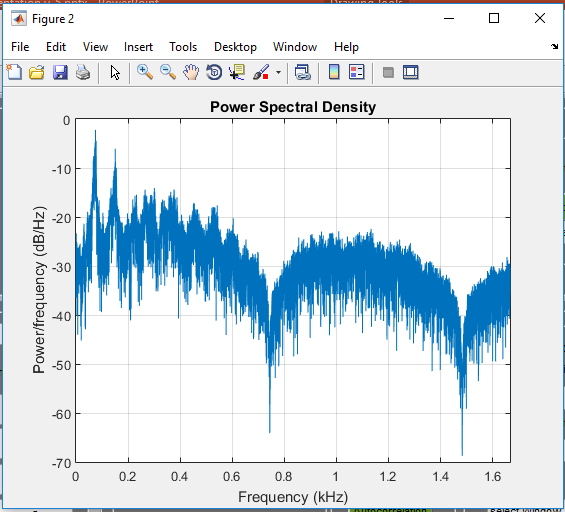 Figure 2
File Edit View Insert Tools Desktop Window Help
Power Spectral Density
0
-10
-20
-30
-40
-50
-60
-70
Power/frequency (dB/Hz)
0 0.2 0.4 0.6 0.8 1 1.2 1.4 1.6
Frequency (kHz)